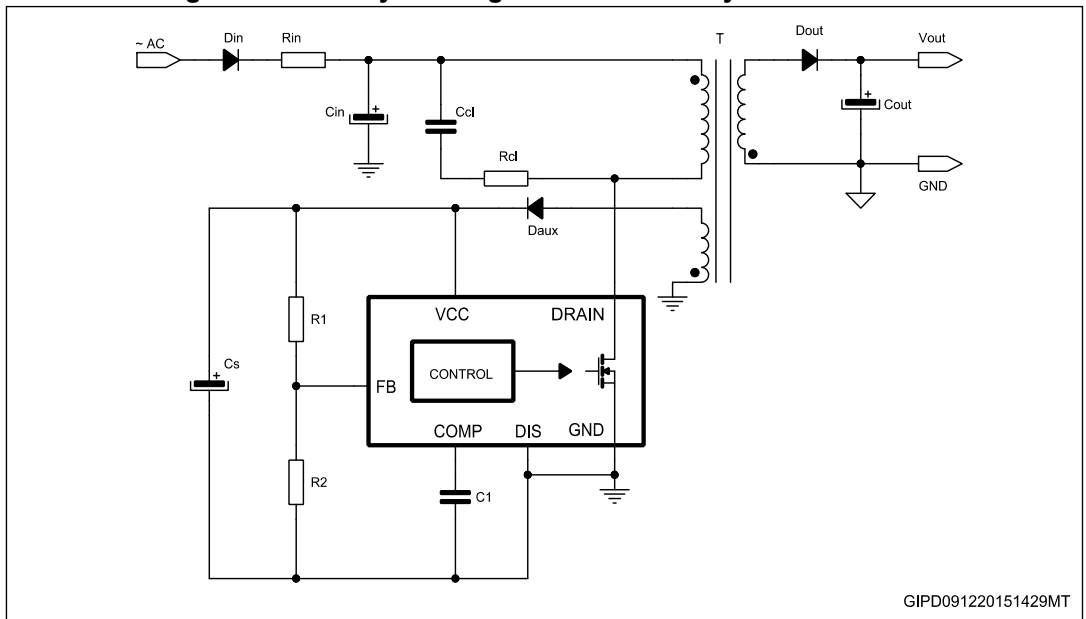 ~ AC
Din
Rin
T
Dout
Vout
Cin
+
Ccl
+
Cout
Rcl
GND
Daux
R1
VCC
DRAIN
Cs
+
FB
CONTROL
COMP
DIS
GND
R2
C1
GIPD091220151429MT